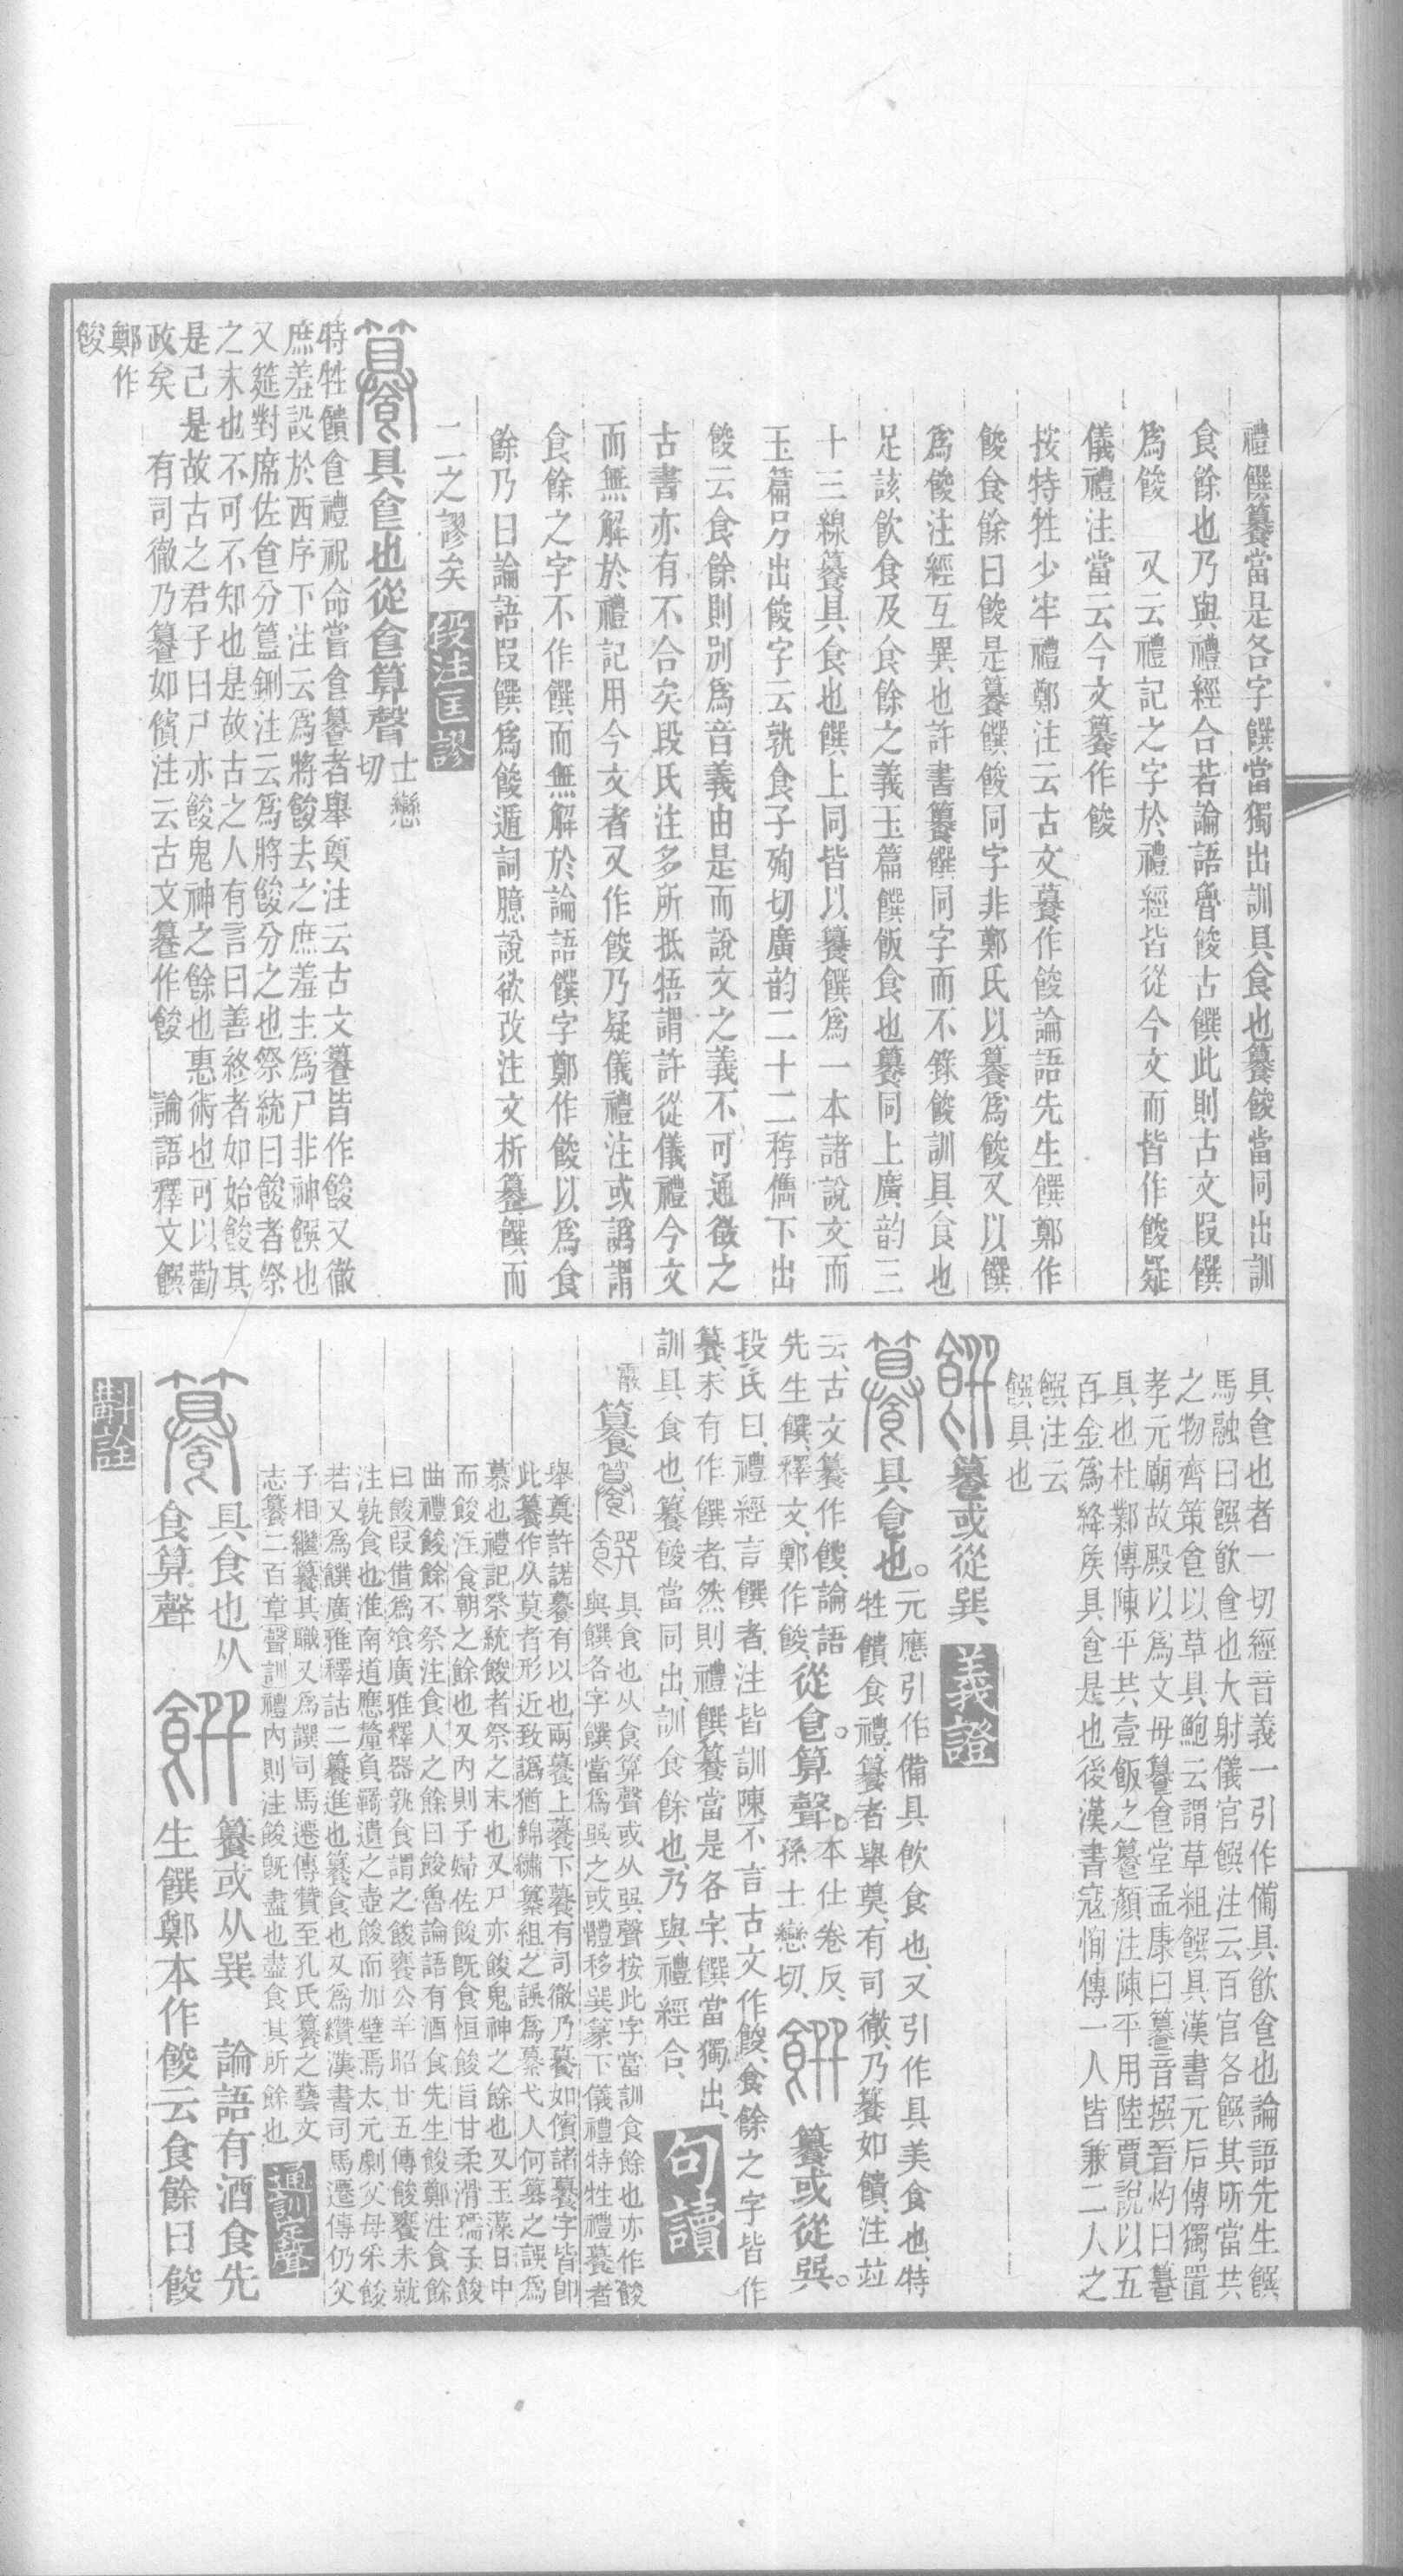 禮饌籑當是各字饌當獨出訓具食也籑餕當同出訓
食餘也乃與禮經合若論語魯餕古饌此則古文叚饌
爲餕　又云禮記之字於禮經皆從今文而皆作餕疑
儀禮注當云今文籑作餕
按特牲少牢禮鄭注云古文籑作餕論語先生饌鄭作
餕食餘曰餕是籑饌餕同字非鄭氏以籑爲餕又以饌
爲餕注經互異也許書籑饌同字而不錄餕訓具食也
足該飮食及食餘之義玉篇饌飯食也籑同上廣韵三
十三線籑具食也饌上同皆以籑饌爲一本諸說文而
玉篇另出餕字云孰食子殉切廣韵二十二稕儁下出
餕云食餘則別爲音義由是而說文之義不可通徵之
古書亦有不合矣段氏注多所抵牾謂許從儀禮今文
而無解於禮記用今文者又作餕乃疑儀禮注或譌謂
食餘之字不作饌而無解於論語饌字鄭作餕以爲食
餘乃曰論語叚饌爲餕遁詞臆說欲改注文析籑饌而
二之謬矣　段注匡謬
籑具食也從食算聲士戀切
特牲饋食禮祝命嘗食籑者舉奠注云古文籑皆作餕又徹
庶羞設於西序下注云爲將餕去之庶羞主爲尸非神饌也
又筵對席佐食分簋鉶注云爲將餕分之也祭統曰餕者祭
之末也不可不知也是故古之人有言曰善終者如始餕其
是已是故古之君子曰尸亦餕鬼神之餘也惠術也可以勸
政矣　有司徹乃籑如儐注云古文籑作餕　論語釋文饌
鄭作
餕
具食也者一切經音義一引作備具飮食也論語先生饌
馬融曰饌飮食也大射儀官饌注云百官各饌其所當共
之物齊策食以草具鮑云謂草粗饌具漢書元后傳獨置
孝元廟故殿以爲文母籑食堂孟康曰籑音撰晉灼曰籑
具也杜鄴傳陳平共壹飯之籑顏注陳平用陸賈說以五
百金爲絳矦具食是也後漢書寇恂傳一人皆兼二人之
饌注云
饌具也
饌籑或從巽　義證
籑具食也。元應引作備具飮食也、又引作具美食也、特
牲饋食禮、籑者舉奠、有司徹、乃籑如饋、注竝
云、古文籑作餕、論語
先生饌、釋文、鄭作餕、從食。算聲。本仕卷反、孫士戀切、饌籑或從巽。
段氏曰、禮經言饌者、注皆訓陳、不言古文作餕、食餘之字皆作
籑、未有作饌者、然則禮饌籑當是各字、饌當獨出、
訓具食也、籑餕當同出、訓食餘也、乃與禮經合、　句讀
籑　具食也从食算聲或从巽聲按此字當訓食餘也亦作餕
與饌各字饌當爲巽之或體移巽篆下儀禮特牲禮籑者
舉奠許諾籑有以也兩籑上籑下籑有司徹乃籑如儐諸籑字皆卽
此籑作从莫者形近致譌猶錦繡纂組之誤爲綦弋人何篡之誤爲
慕也禮記祭統餕者祭之末也又尸亦餕鬼神之餘也又玉藻日中
而餕注食朝之餘也又內則子婦佐餕旣食恒餕旨甘柔滑孺子餕
曲禮餕餘不祭注食人之餘曰餕魯論語有酒食先生餕鄭注食餘
曰餕叚借爲飧廣雅釋器孰食謂之餕饔公羊昭廿五傳餕饔未就
注孰食也淮南道應釐負羈遺之壺餕而加璧焉太元劇父母采餕
若又爲饌廣雅釋詁二籑進也籑食也又爲纘漢書司馬遷傳仍父
子相繼籑其職又爲譔司馬遷傳贊至孔氏籑之藝文
志籑二百章聲訓禮內則注餕旣盡也盡食其所餘也　通訓定聲
籑　具食也从食算聲　饌　籑或从巽　論語有酒食先
生饌鄭本作餕云食餘曰餕
斠詮